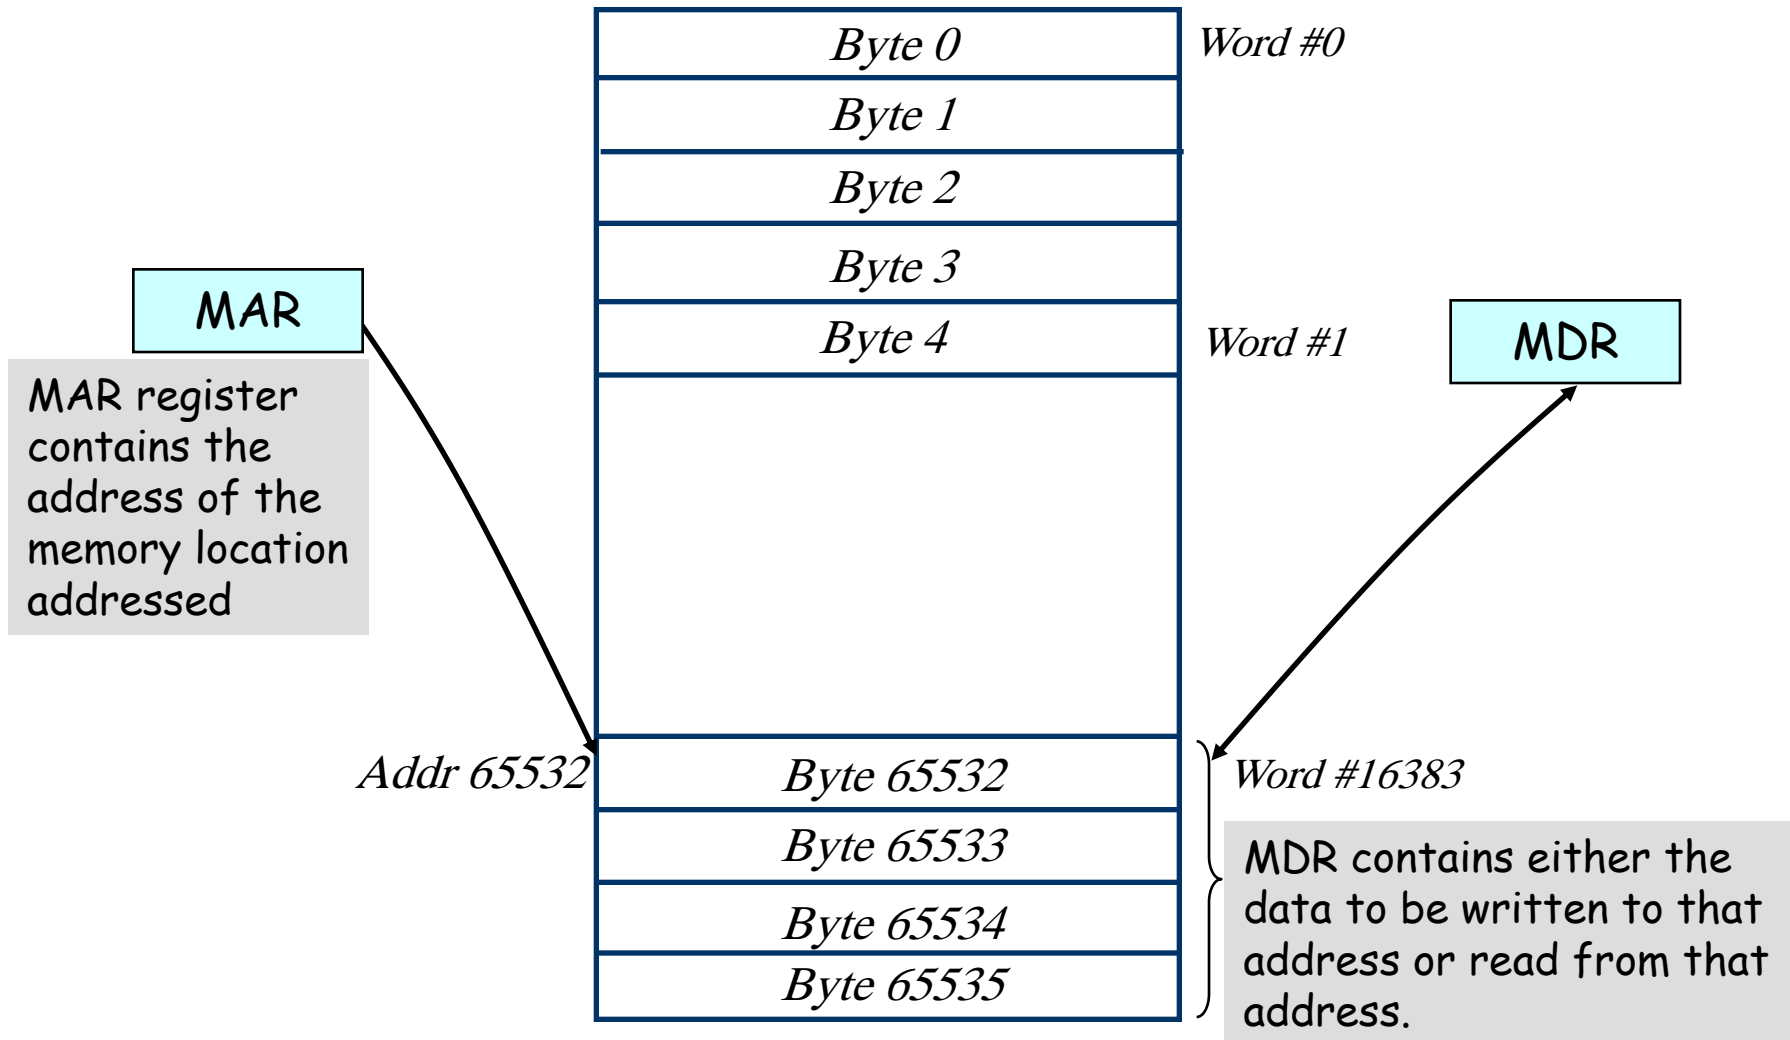 Byte 0
Word #0
Byte 1
Byte 2
Byte 3
Byte 4
Word #1
MAR
MAR register
contains the
address of the
memory location
addressed
MDR
Addr 65532
Byte 65532
Word #16383
Byte 65533
Byte 65534
Byte 65535
MDR contains either the
data to be written to that
address or read from that
address.